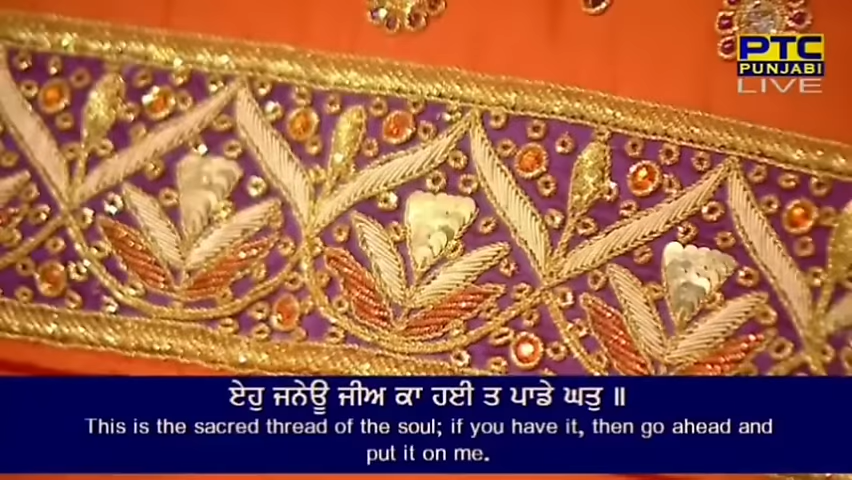 PTC
PUNJABI
LIVE
ਏਹੁ ਜਨੇਊ ਜੀਅ ਕਾ ਹਈ ਤ ਪਾਡੇ ਘਤੁ ॥
This is the sacred thread of the soul; if you have it, then go ahead and
put it on me.